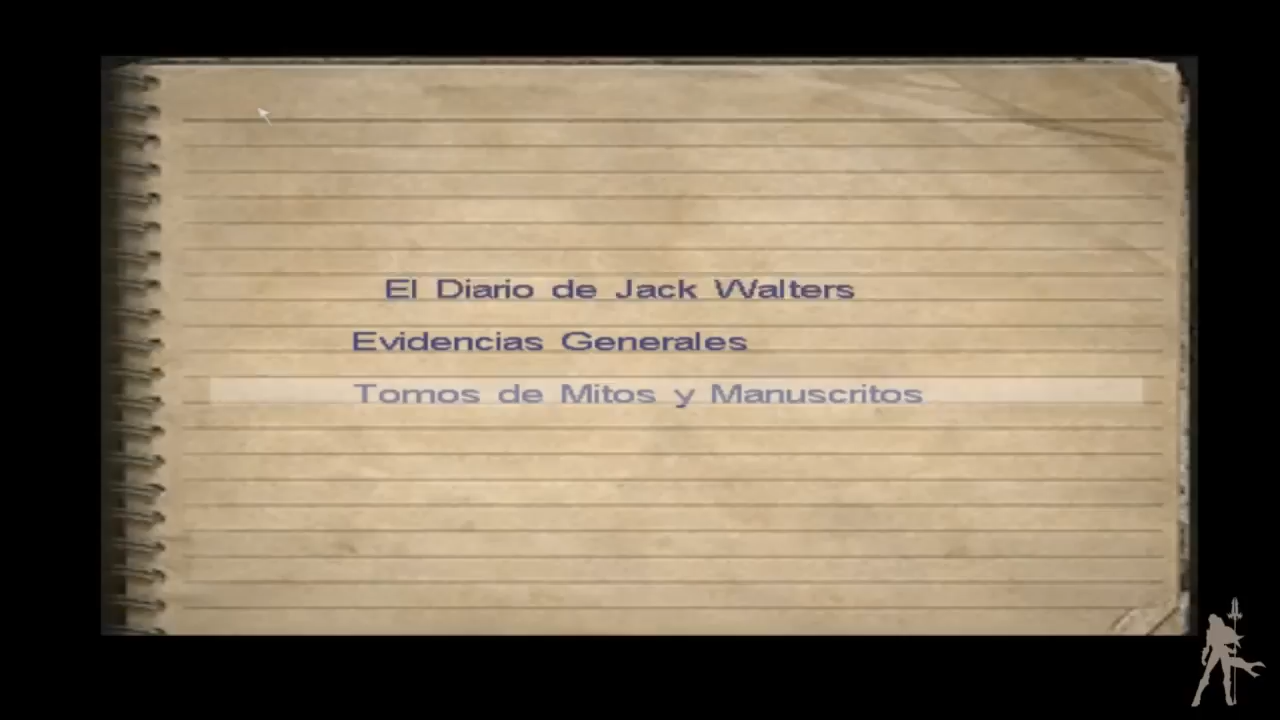 El Diario de Jack Walters
Evidencias Generales
Tomos de Mitos y Manuscritos